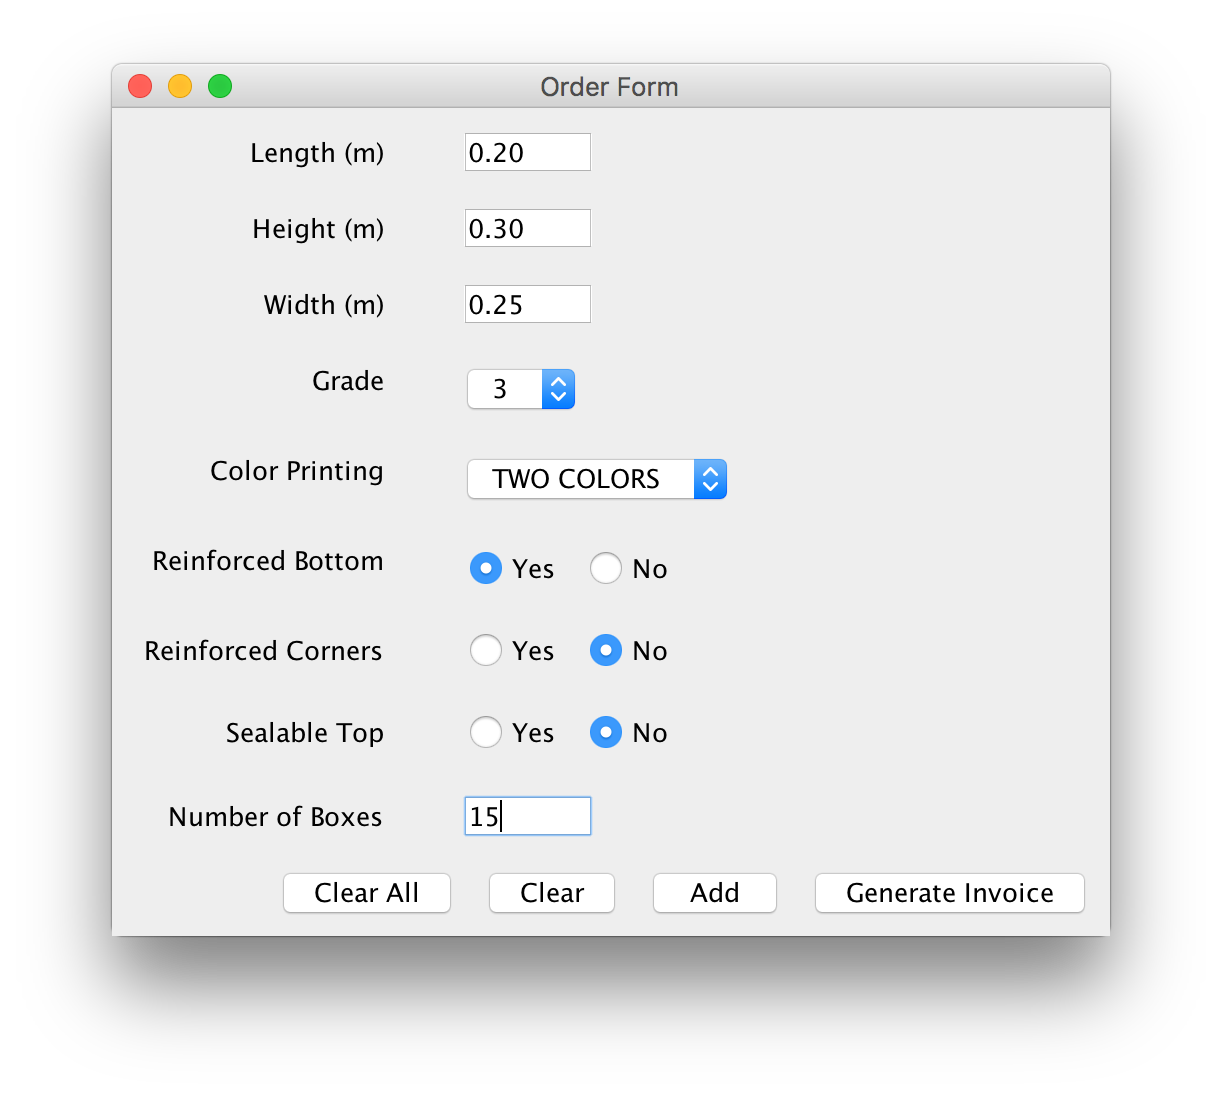 Order Form
Length (m) 0.20
Height (m) 0.30
Width (m) 0.25
Grade 3
Color Printing TWO COLORS
Reinforced Bottom Yes No
Reinforced Corners Yes No
Sealable Top Yes No
Number of Boxes 15
Clear All Clear Add Generate Invoice